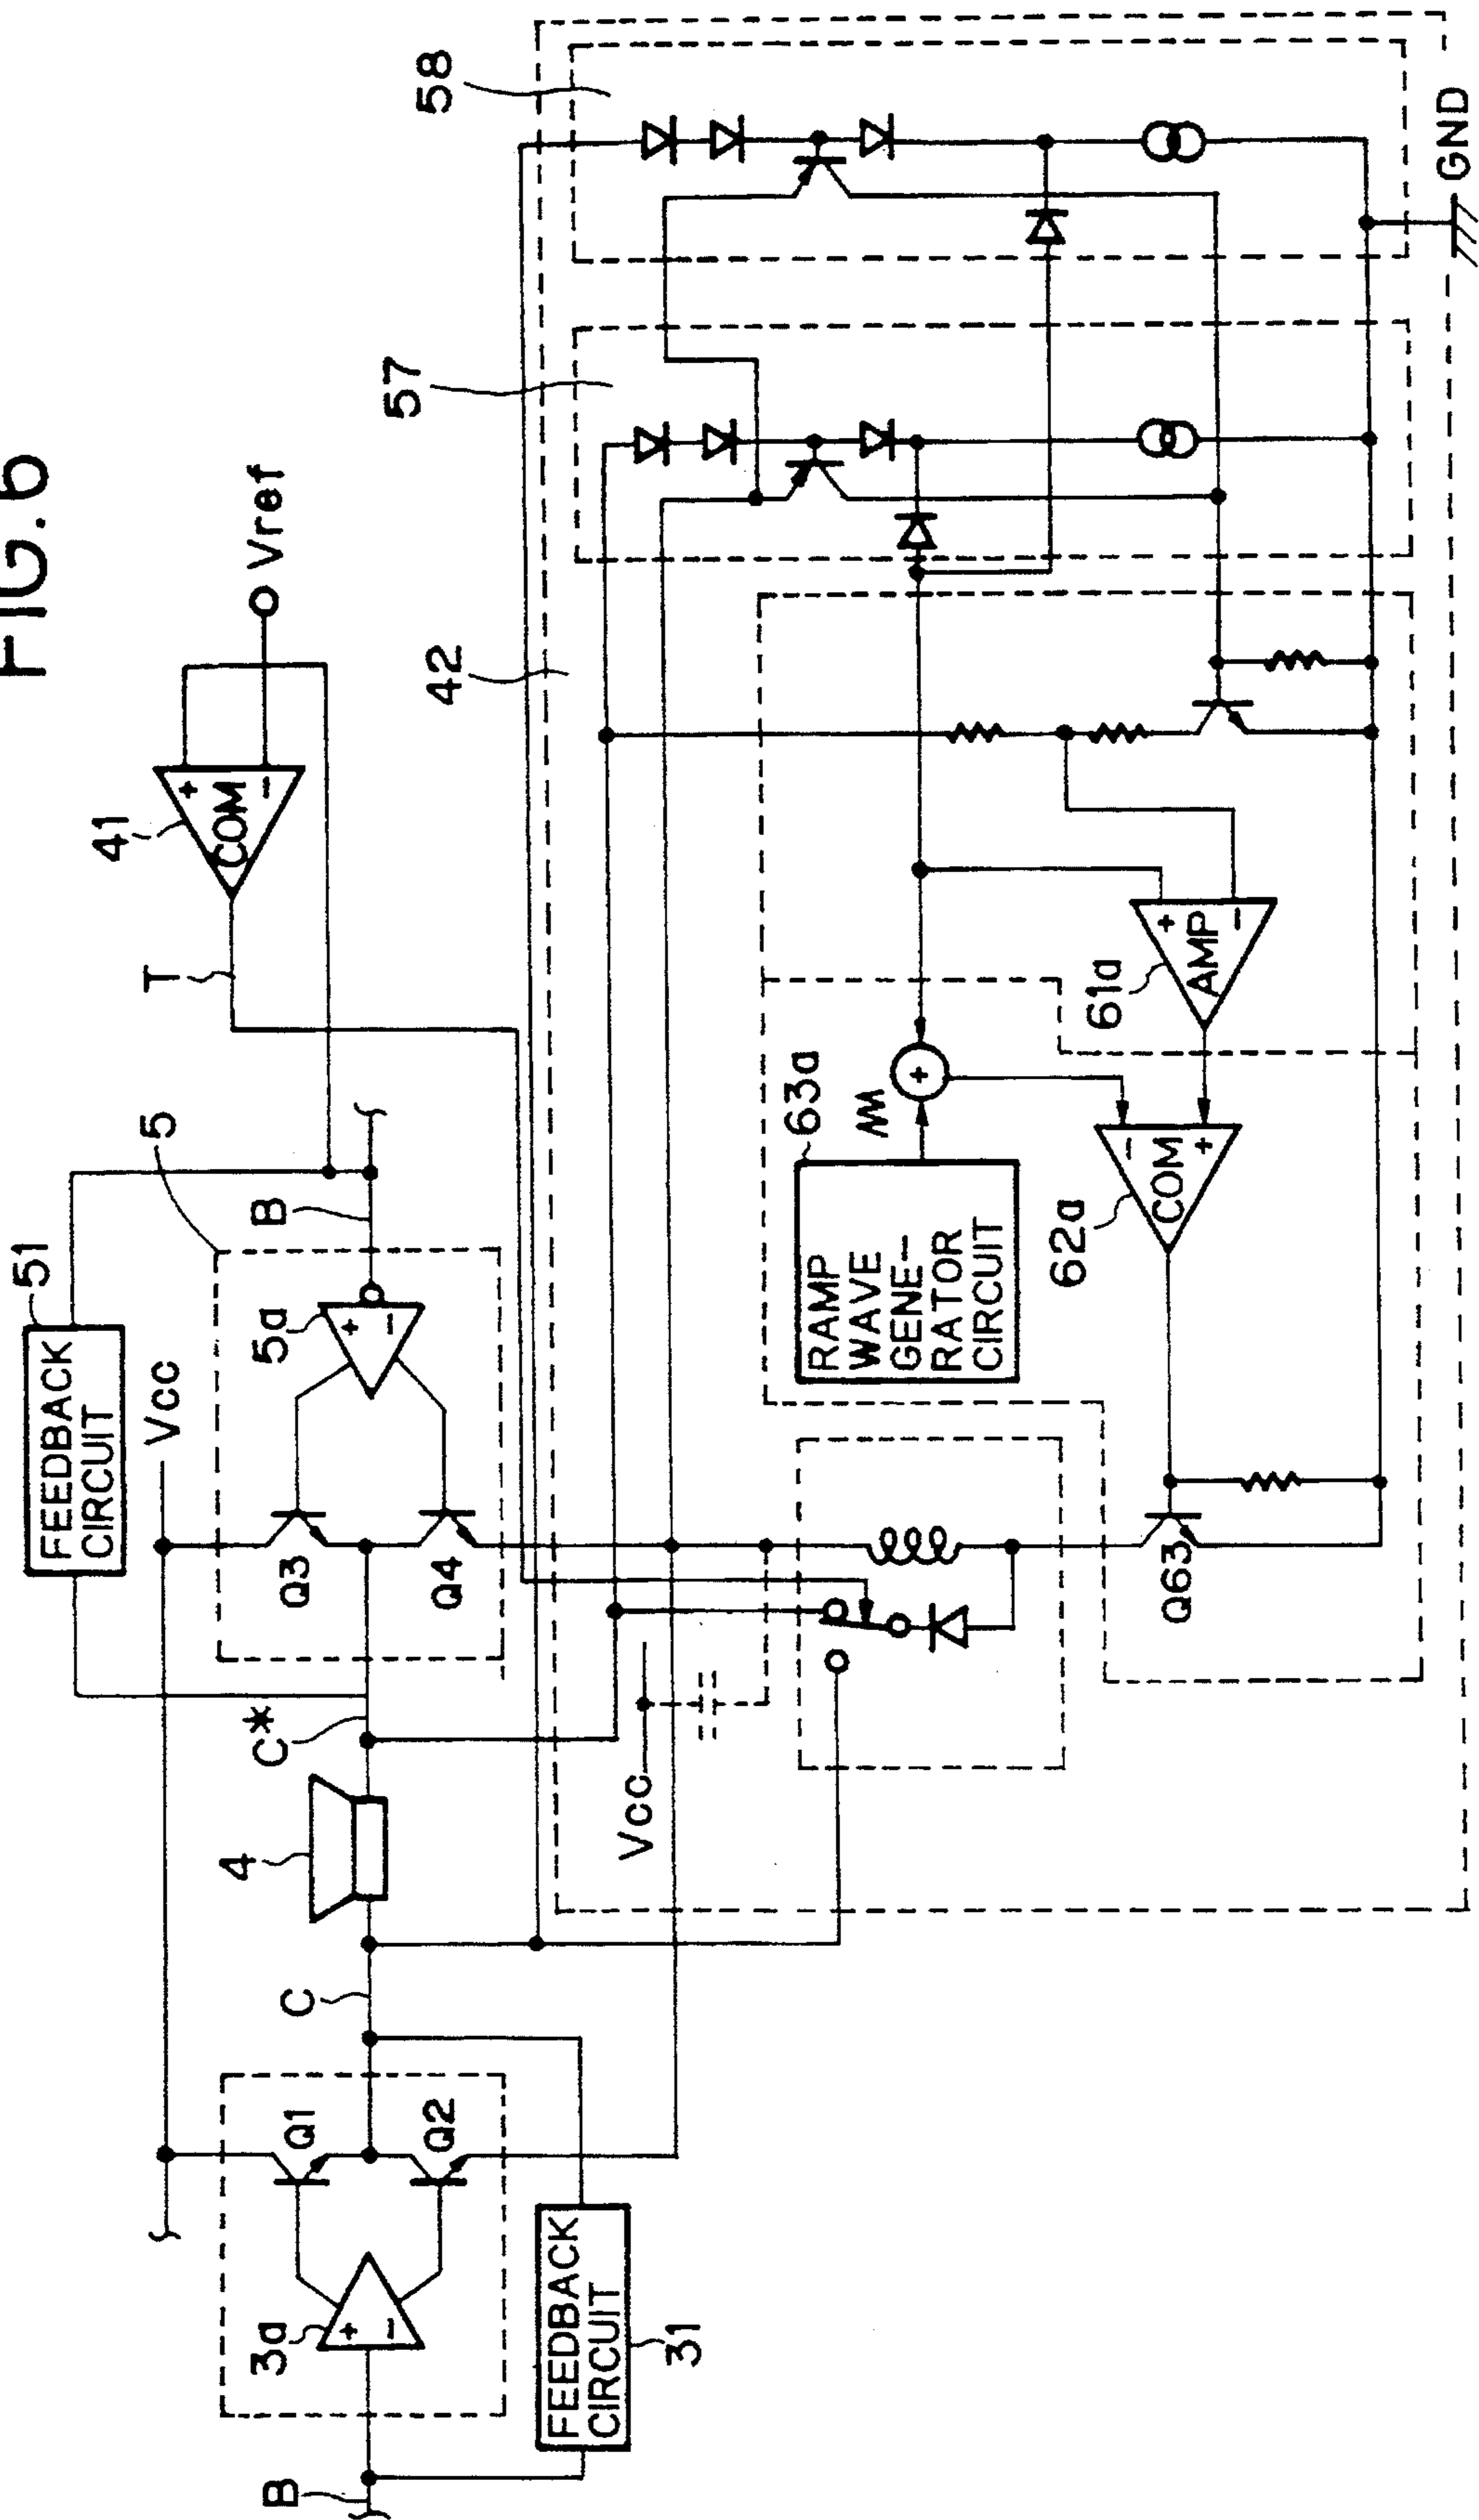 FIG.6
51
FEEDBACK
CIRCUIT
Vcc
5
5a
+
−
B
Q3
Q4
C*
4
C
Q1
Q2
3a
+
−
B
FEEDBACK
CIRCUIT
31
T
41
COM
+
−
Vref
42
57
58
Vcc
63a
RAMP
WAVE
GENE-
RATOR
CIRCUIT
+
61a
AMP
+
−
62a
COM
−
+
Q63
GND